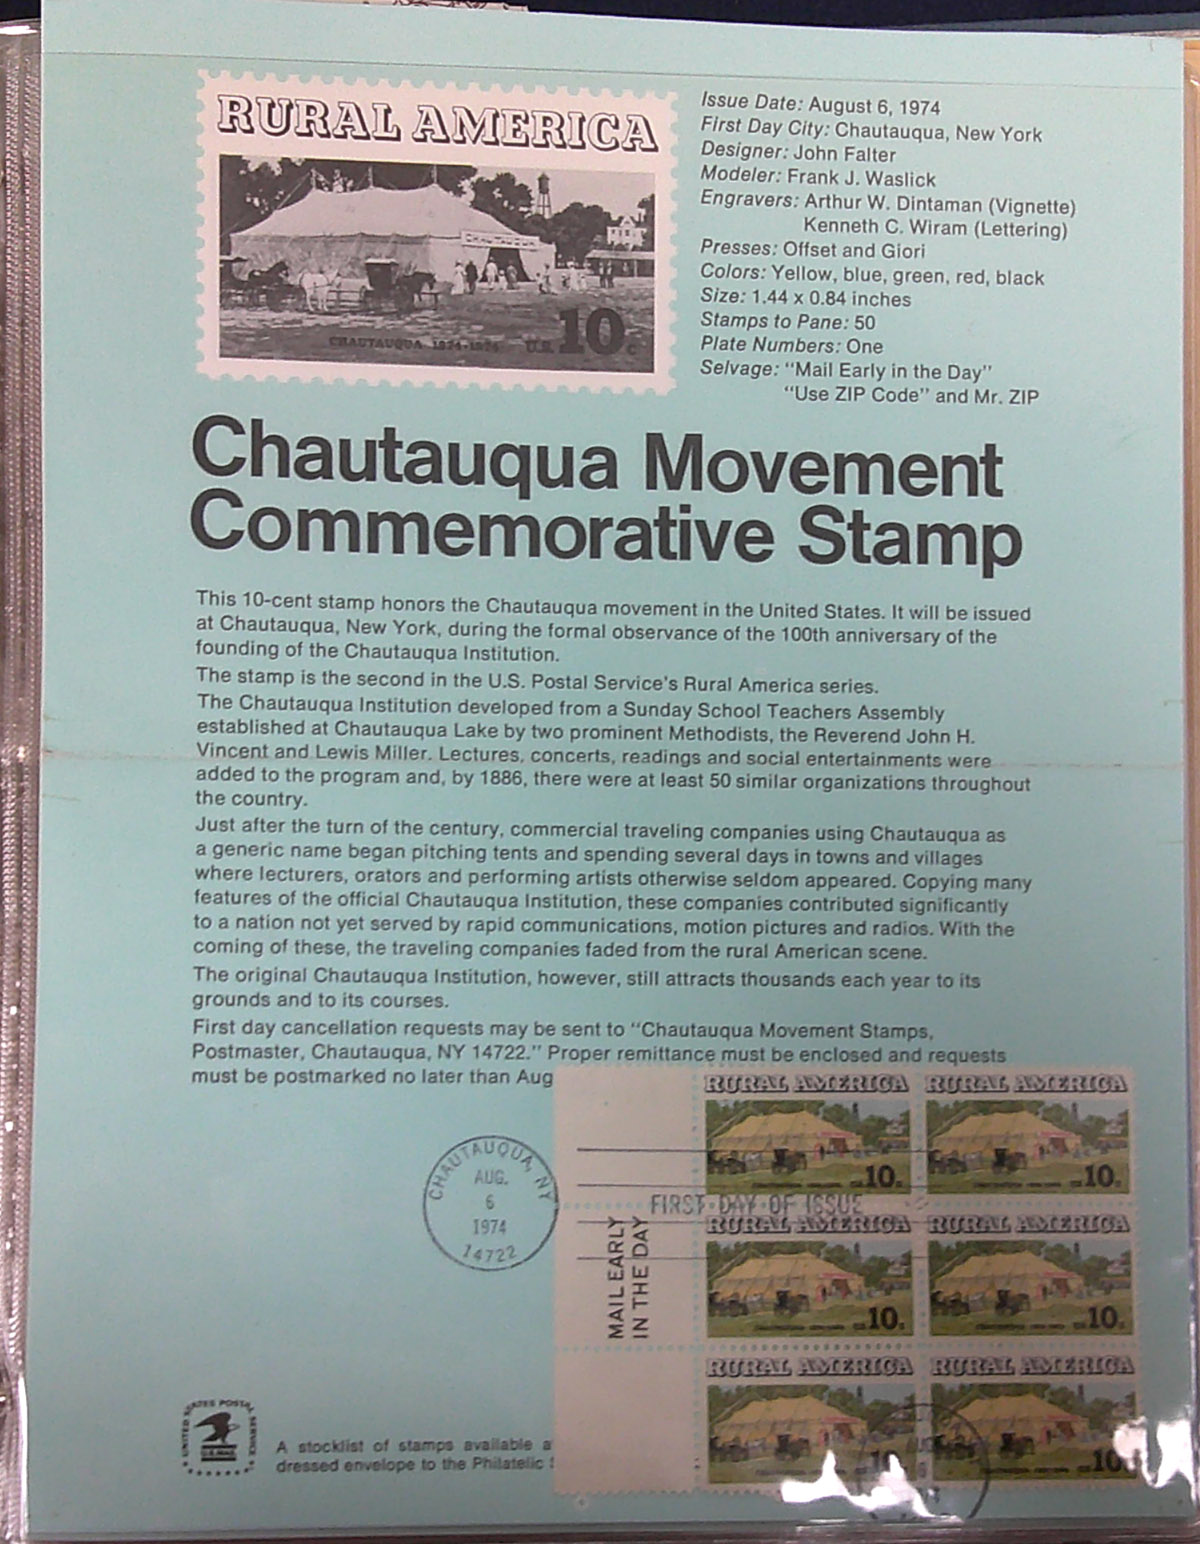 RURAL AMERICA
CHAUTAUQUA 1874-1974 U.S. 10c
Issue Date: August 6, 1974
First Day City: Chautauqua, New York
Designer: John Falter
Modeler: Frank J. Waslick
Engravers: Arthur W. Dintaman (Vignette)
Kenneth C. Wiram (Lettering)
Presses: Offset and Giori
Colors: Yellow, blue, green, red, black
Size: 1.44 x 0.84 inches
Stamps to Pane: 50
Plate Numbers: One
Selvage: "Mail Early in the Day"
"Use ZIP Code" and Mr. ZIP
Chautauqua Movement
Commemorative Stamp
This 10-cent stamp honors the Chautauqua movement in the United States. It will be issued
at Chautauqua, New York, during the formal observance of the 100th anniversary of the
founding of the Chautauqua Institution.
The stamp is the second in the U.S. Postal Service's Rural America series.
The Chautauqua Institution developed from a Sunday School Teachers Assembly
established at Chautauqua Lake by two prominent Methodists, the Reverend John H.
Vincent and Lewis Miller. Lectures, concerts, readings and social entertainments were
added to the program and, by 1886, there were at least 50 similar organizations throughout
the country.
Just after the turn of the century, commercial traveling companies using Chautauqua as
a generic name began pitching tents and spending several days in towns and villages
where lecturers, orators and performing artists otherwise seldom appeared. Copying many
features of the official Chautauqua Institution, these companies contributed significantly
to a nation not yet served by rapid communications, motion pictures and radios. With the
coming of these, the traveling companies faded from the rural American scene.
The original Chautauqua Institution, however, still attracts thousands each year to its
grounds and to its courses.
First day cancellation requests may be sent to "Chautauqua Movement Stamps,
Postmaster, Chautauqua, NY 14722." Proper remittance must be enclosed and requests
must be postmarked no later than Aug
RURAL AMERICA RURAL AMERICA
10c 10c
CHAUTAUQUA, NY
AUG.
6
1974
14722
FIRST DAY OF ISSUE
MAIL EARLY
IN THE DAY
RURAL AMERICA RURAL AMERICA
10c 10c
RURAL AMERICA RURAL AMERICA
10 10
UNITED STATES POSTAL SERVICE
U.S. MAIL
A stocklist of stamps available a
dressed envelope to the Philatelic